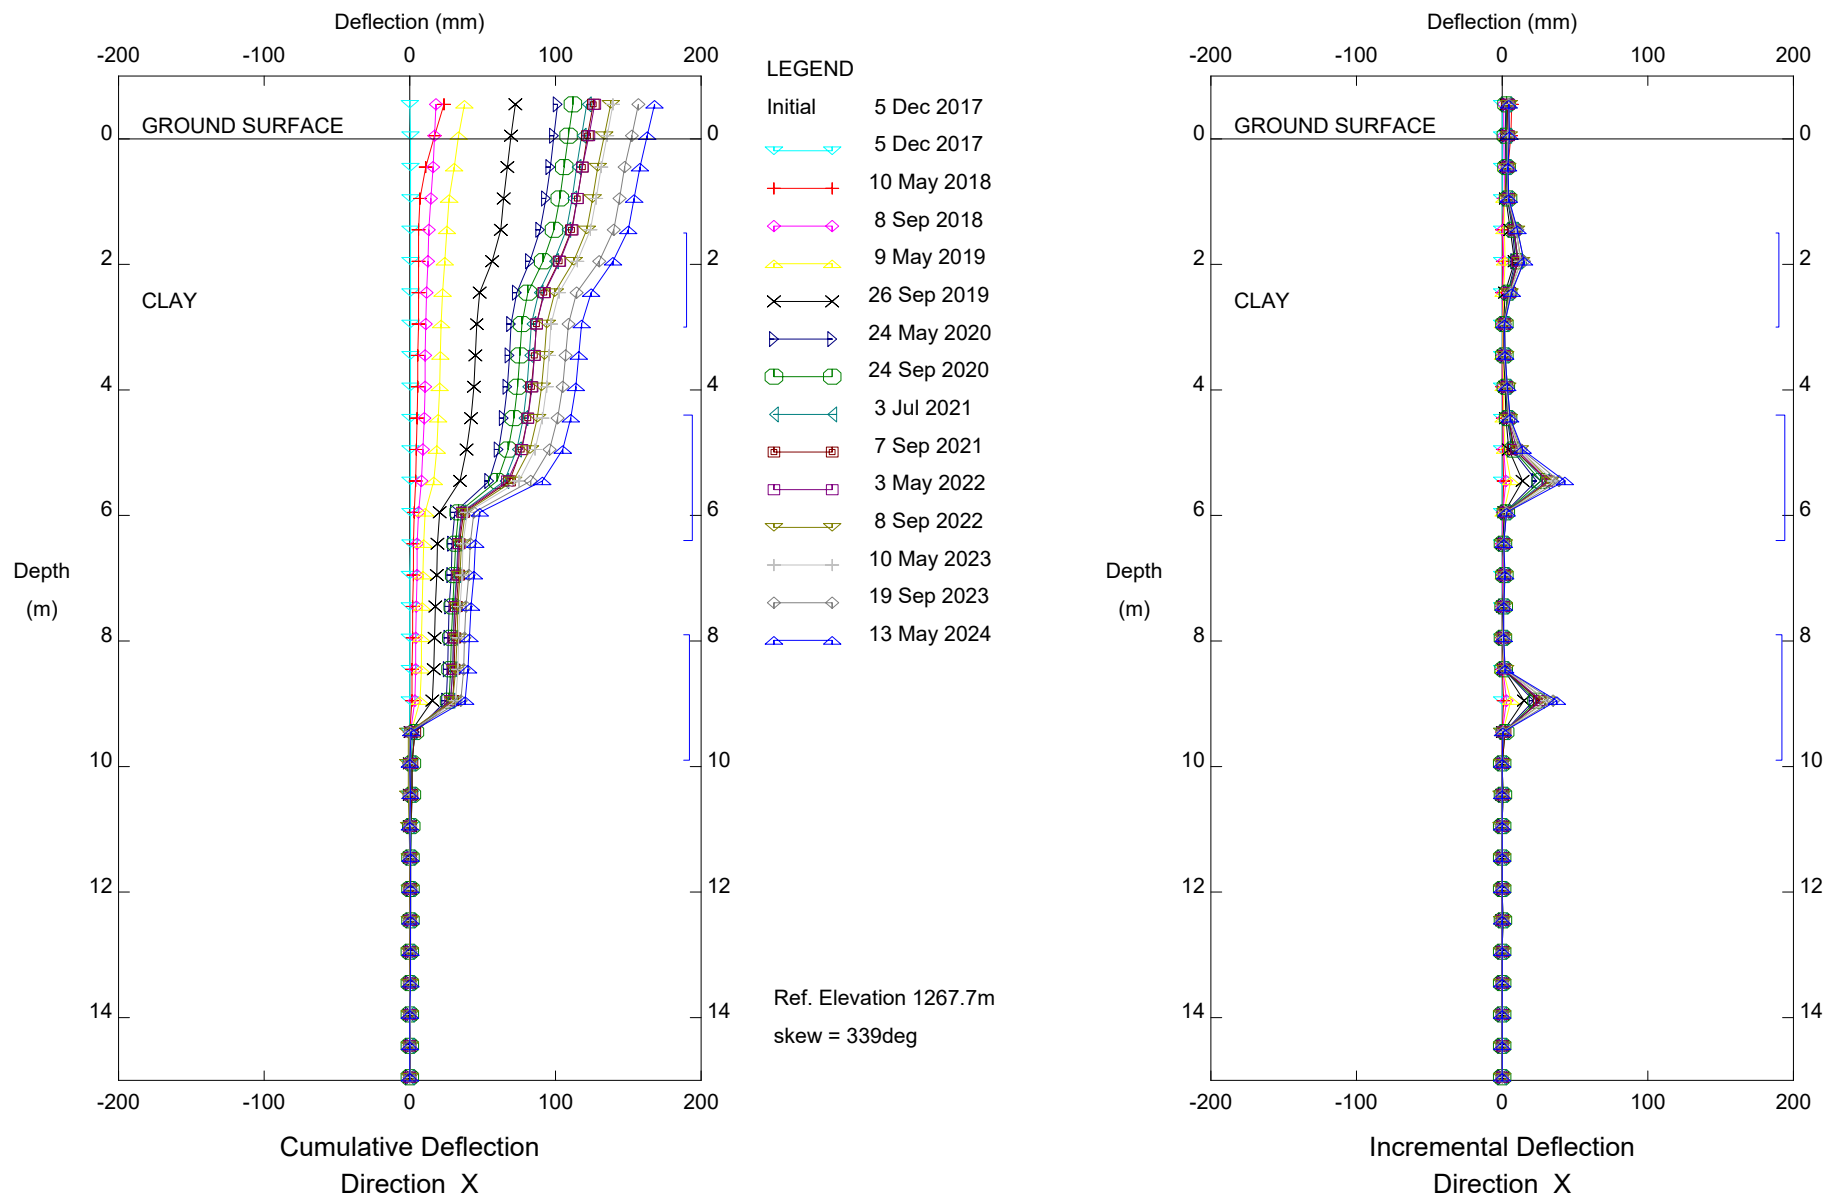 Deflection (mm)
-200 -100 0 100 200
GROUND SURFACE
CLAY
0 0
2 2
4 4
6 6
Depth
(m)
8 8
10 10
12 12
14 14
-200 -100 0 100 200
Cumulative Deflection
Direction X
LEGEND
Initial 5 Dec 2017
5 Dec 2017
10 May 2018
8 Sep 2018
9 May 2019
26 Sep 2019
24 May 2020
24 Sep 2020
3 Jul 2021
7 Sep 2021
3 May 2022
8 Sep 2022
10 May 2023
19 Sep 2023
13 May 2024
Ref. Elevation 1267.7m
skew = 339deg
Deflection (mm)
-200 -100 0 100 200
GROUND SURFACE
CLAY
0 0
2 2
4 4
6 6
Depth
(m)
8 8
10 10
12 12
14 14
-200 -100 0 100 200
Incremental Deflection
Direction X